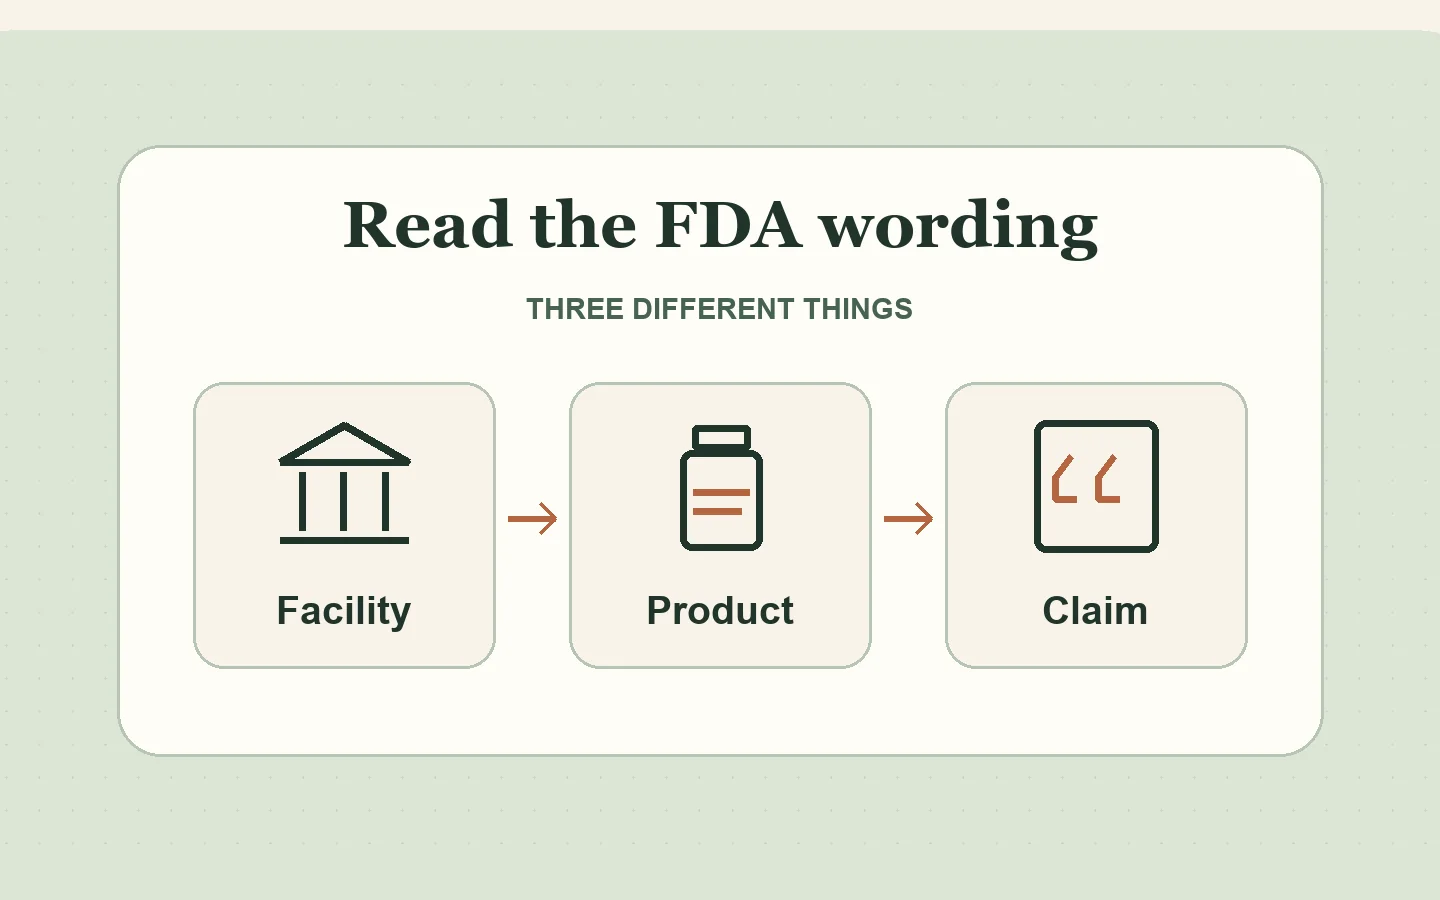 Read the FDA wording
THREE DIFFERENT THINGS
Facility
Product
Claim